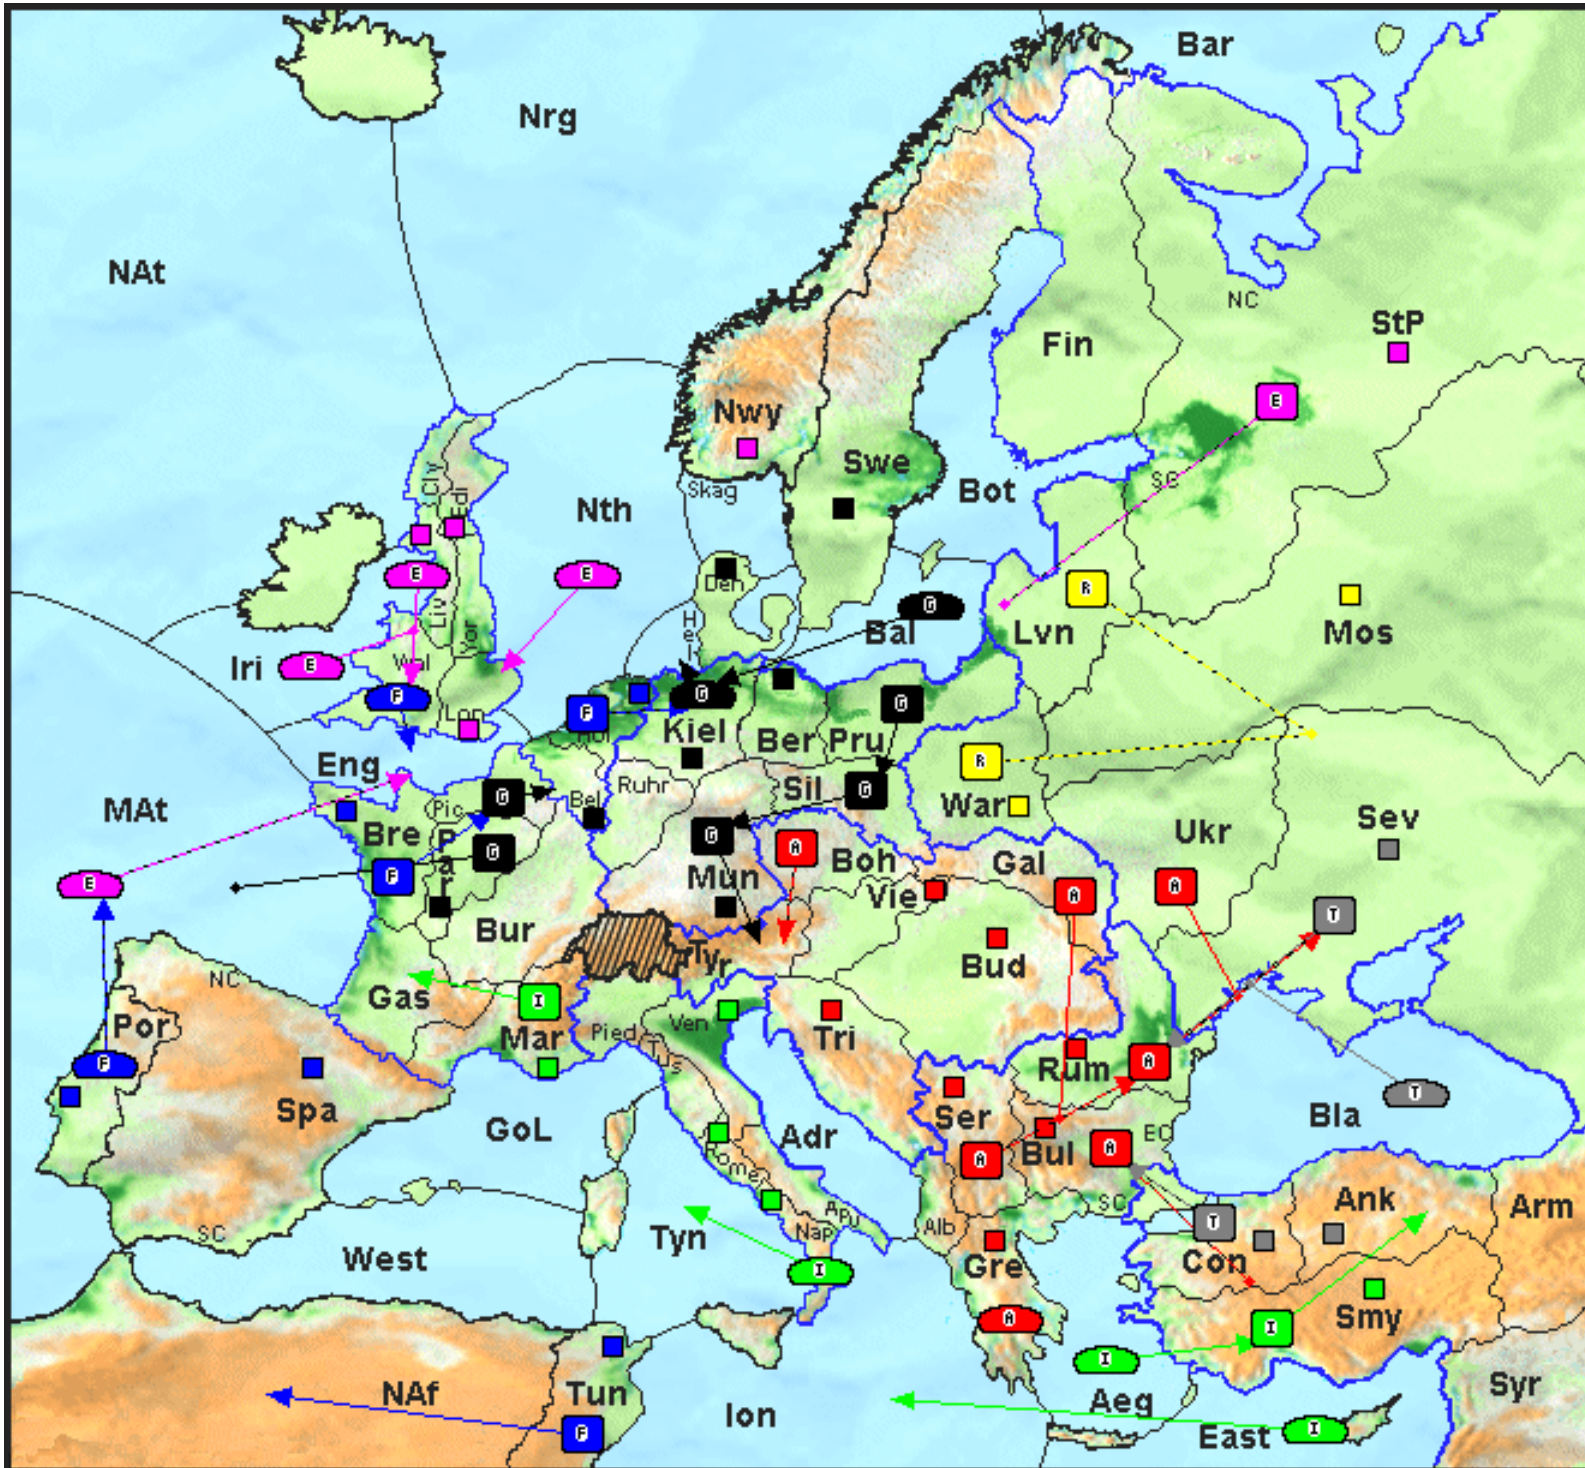 Bar
Nrg
NAt
NC
StP
Fin
Nwy
Swe
Skag
Bot
SC
Nth
Cly
Edi
E
E
E
R
Den
Hel
G
Bal
Lvn
Mos
Liv
Yor
Wal
Iri
E
F
Lon
F
Hol
G
Kiel
G
Ber
Pru
R
War
Eng
MAt
Pic
G
Bel
Ruhr
Sil
G
Ukr
Sev
Bre
Par
G
G
Mun
A
Boh
Gal
Vie
A
A
E
F
Bur
Tyr
Bud
T
NC
Gas
I
Mar
Pied
Ven
Tus
Tri
Por
F
Spa
GoL
Rum
A
Ser
T
Bla
Adr
Rome
A
Bul
A
EC
SC
SC
West
Tyn
Nap
Apu
I
Alb
Gre
T
Con
Ank
Arm
A
I
Smy
NAf
Tun
F
Ion
I
Aeg
East
I
Syr